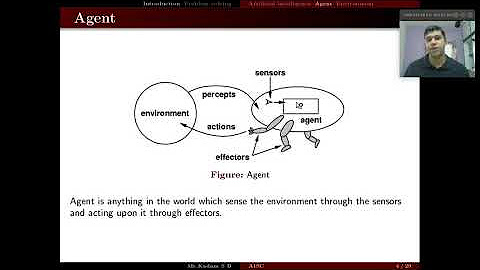 Introduction Problem solving Artificial Intelligence Agent Environment
Agent
sensors
percepts
environment
?
agent
actions
effectors
Figure: Agent
Agent is anything in the world which sense the environment through the sensors
and acting upon it through effectors.
Mr.Kadam S D AISC 4 / 29